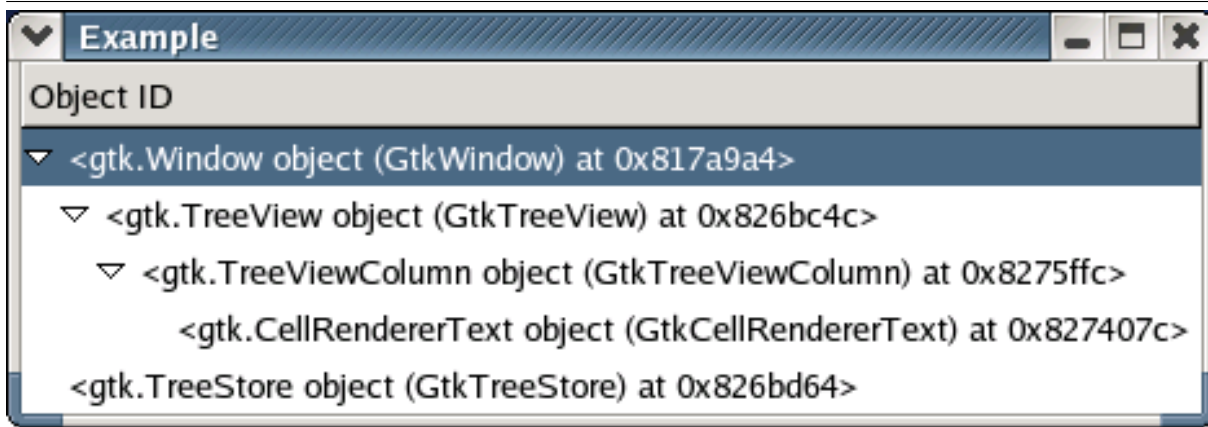 Example
Object ID
<gtk.Window object (GtkWindow) at 0x817a9a4>
<gtk.TreeView object (GtkTreeView) at 0x826bc4c>
<gtk.TreeViewColumn object (GtkTreeViewColumn) at 0x8275ffc>
<gtk.CellRendererText object (GtkCellRendererText) at 0x827407c>
<gtk.TreeStore object (GtkTreeStore) at 0x826bd64>